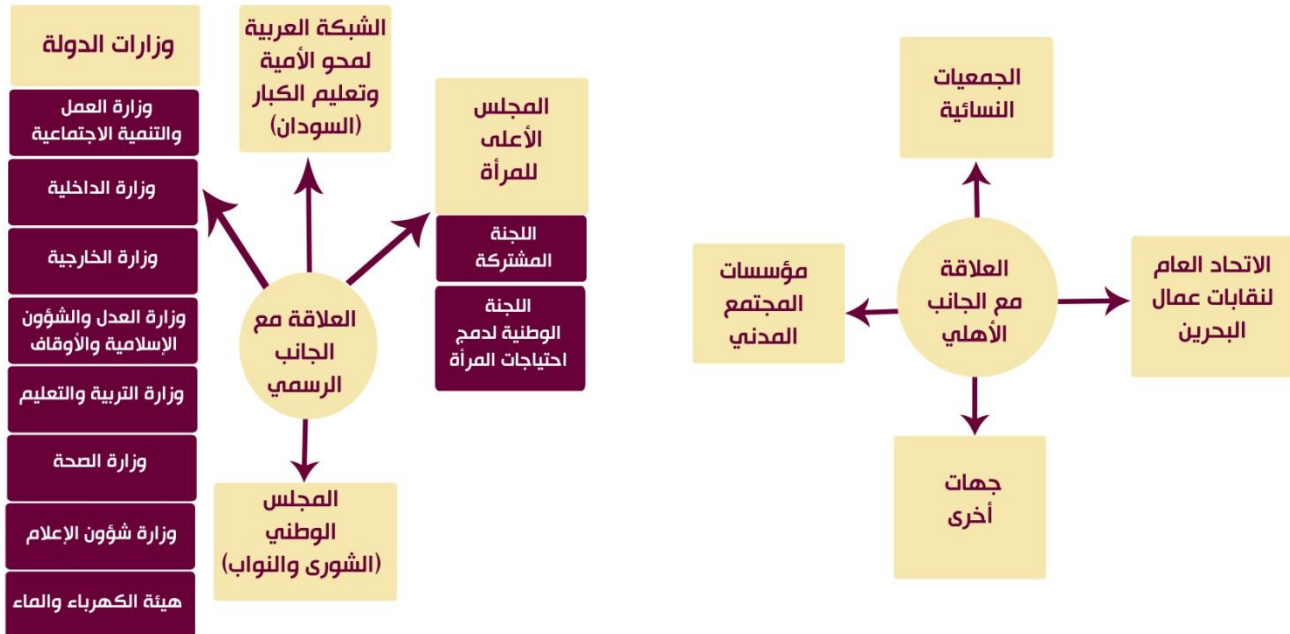 الجمعيات
النسائية
العلاقة
مع الجانب
الأهلي
الاتحاد العام
لنقابات عمال
البحرين
مؤسسات
المجتمع
المدني
جهات
أخرى
الشبكة العربية
لمحو الأمية
وتعليم الكبار
(السودان)
المجلس
الأعلى
للمرأة
اللجنة
المشتركة
اللجنة
الوطنية لدمج
احتياجات المرأة
العلاقة مع
الجانب
الرسمي
المجلس
الوطني
(الشورى والنواب)
وزارات الدولة
وزارة العمل
والتنمية الاجتماعية
وزارة الداخلية
وزارة الخارجية
وزارة العدل والشؤون
الإسلامية والأوقاف
وزارة التربية والتعليم
وزارة الصحة
وزارة شؤون الإعلام
هيئة الكهرباء والماء